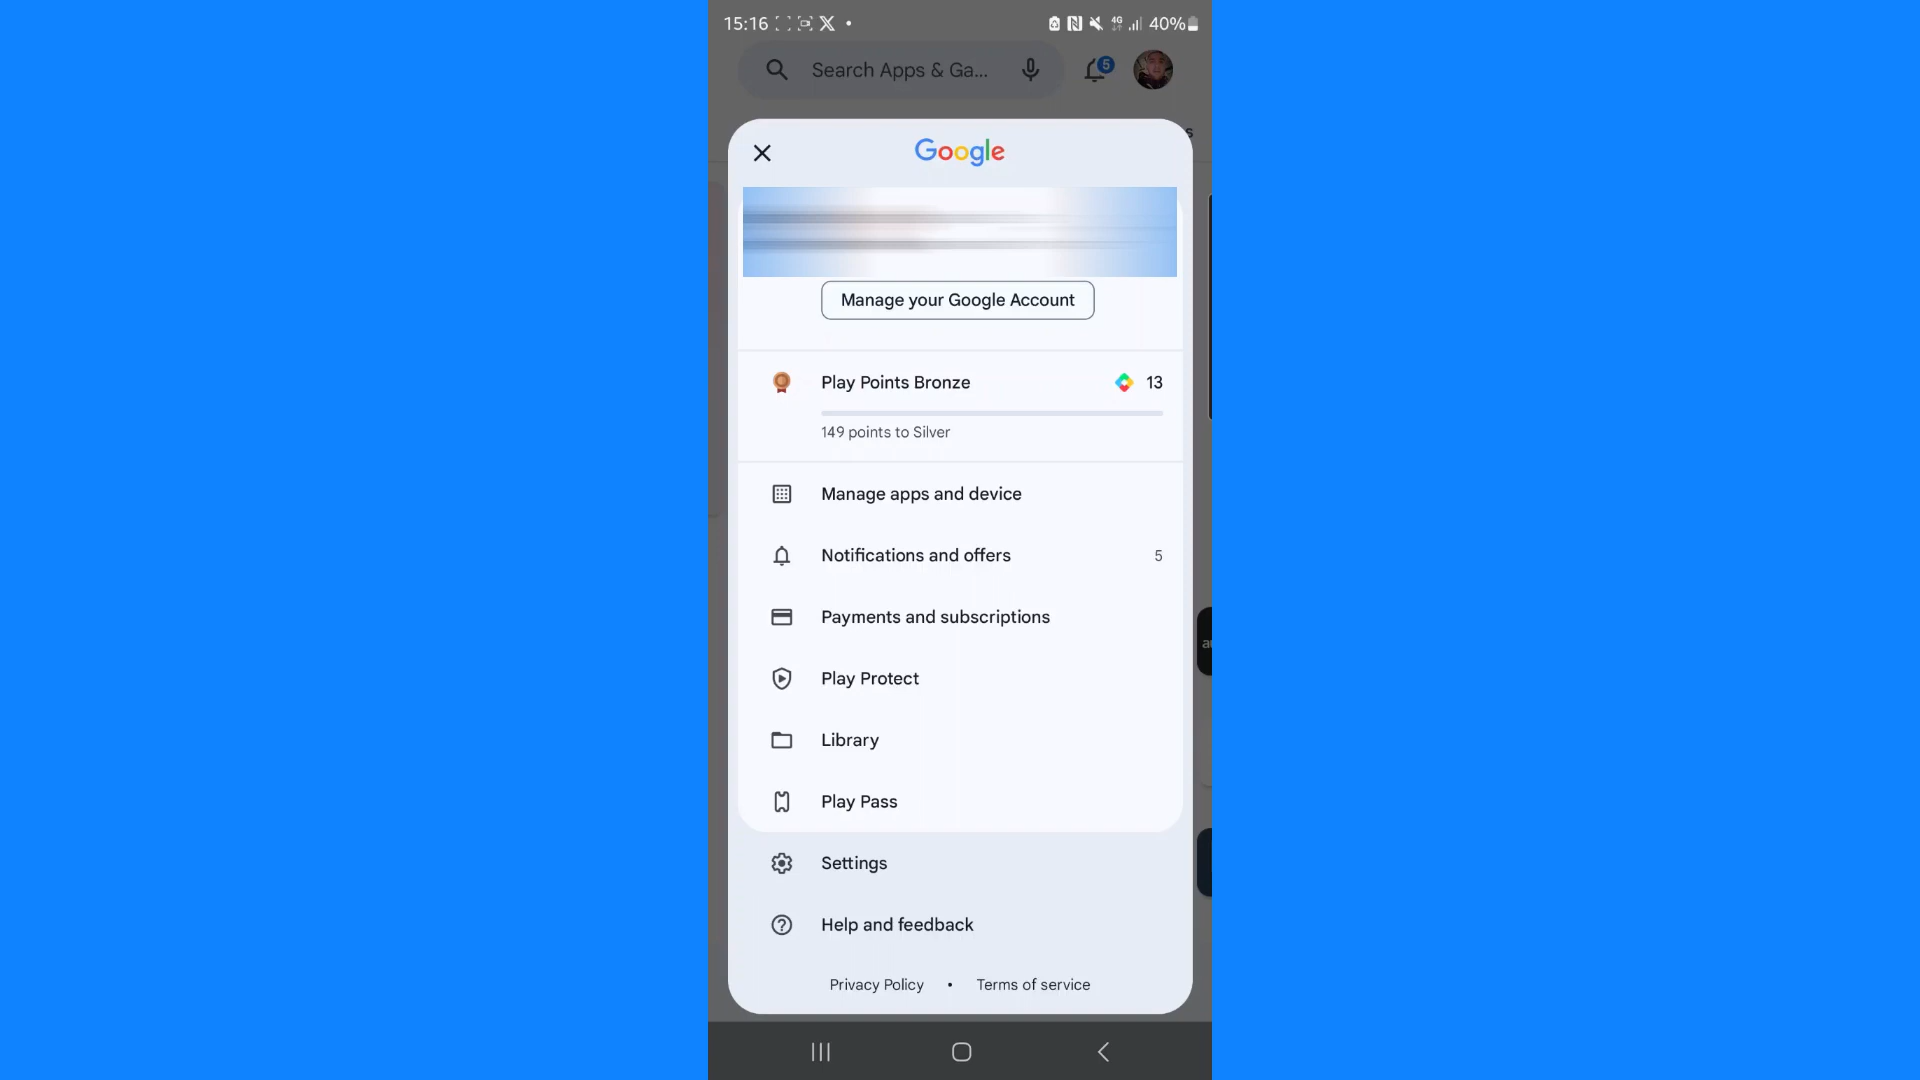 15:16
40%
Search Apps & Ga...
5
s
Google
Manage your Google Account
Play Points Bronze
13
149 points to Silver
Manage apps and device
Notifications and offers
5
Payments and subscriptions
Play Protect
Library
Play Pass
Settings
Help and feedback
Privacy Policy • Terms of service